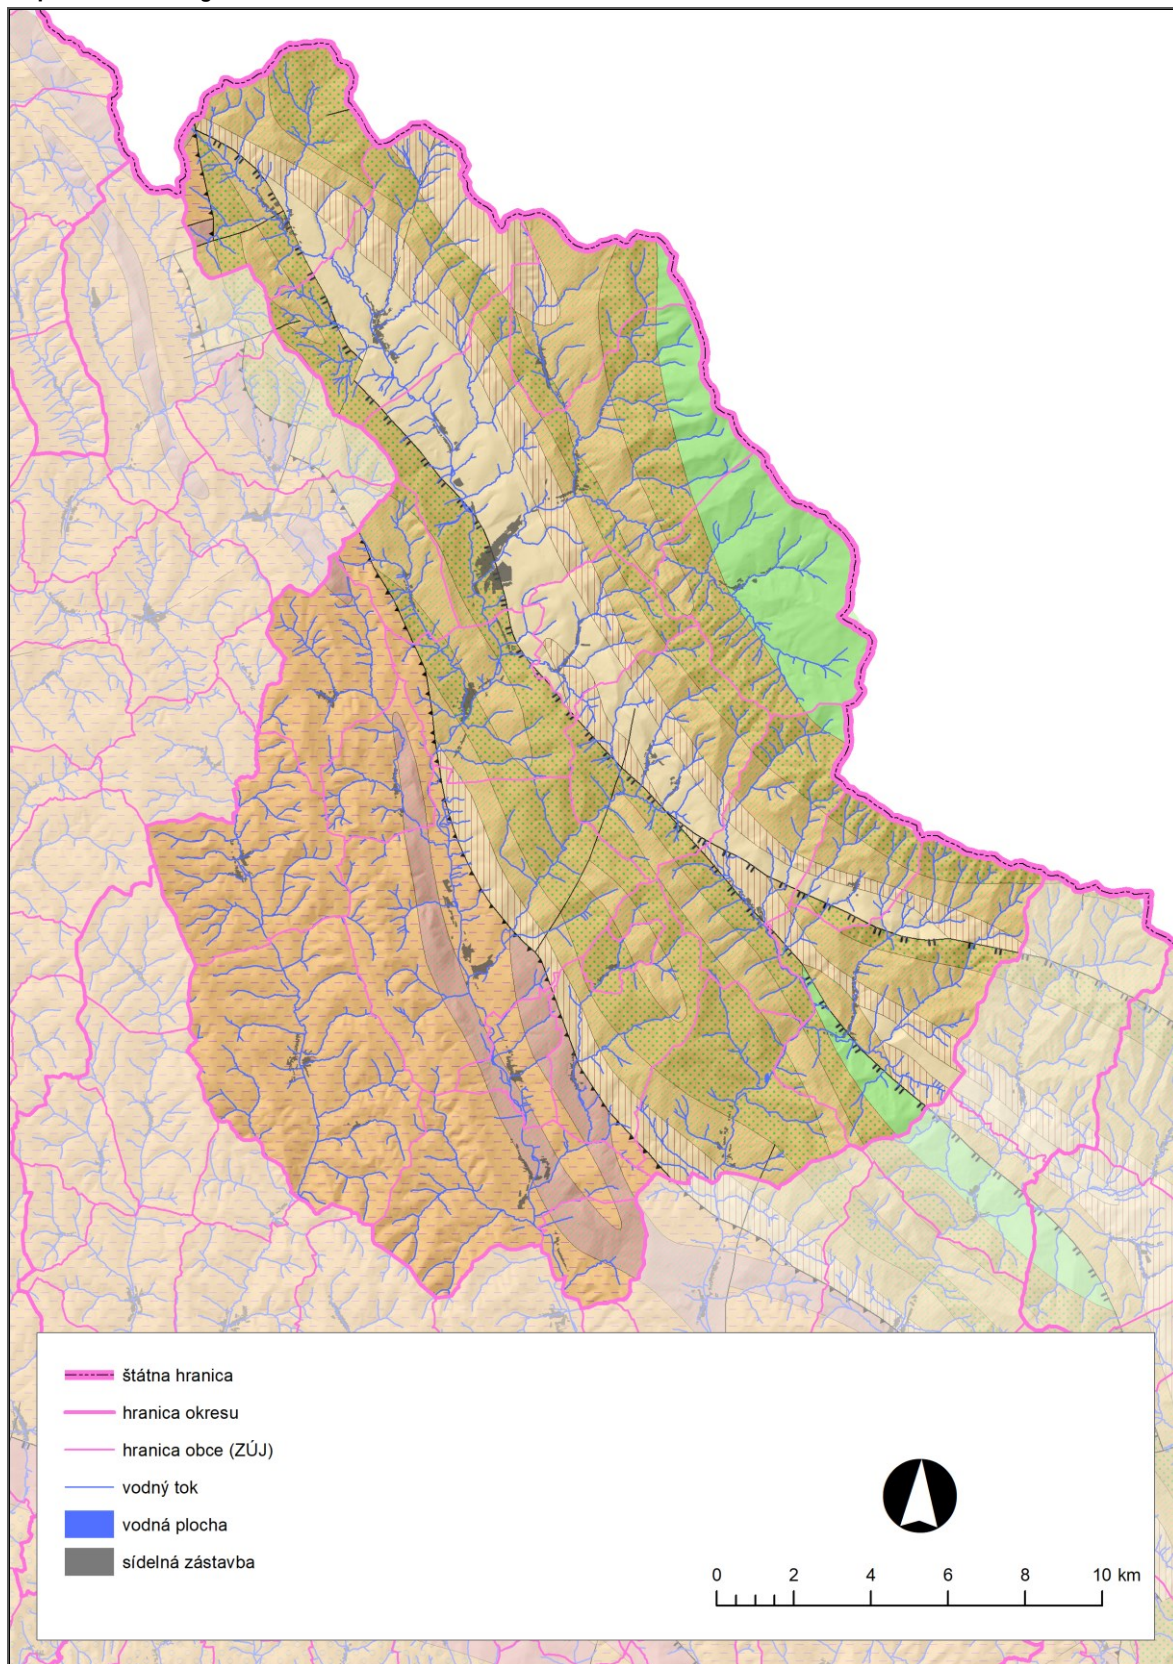 štátna hranica
hranica okresu
hranica obce (ZÚJ)
vodný tok
vodná plocha
sídelná zástavba
0 2 4 6 8 10 km